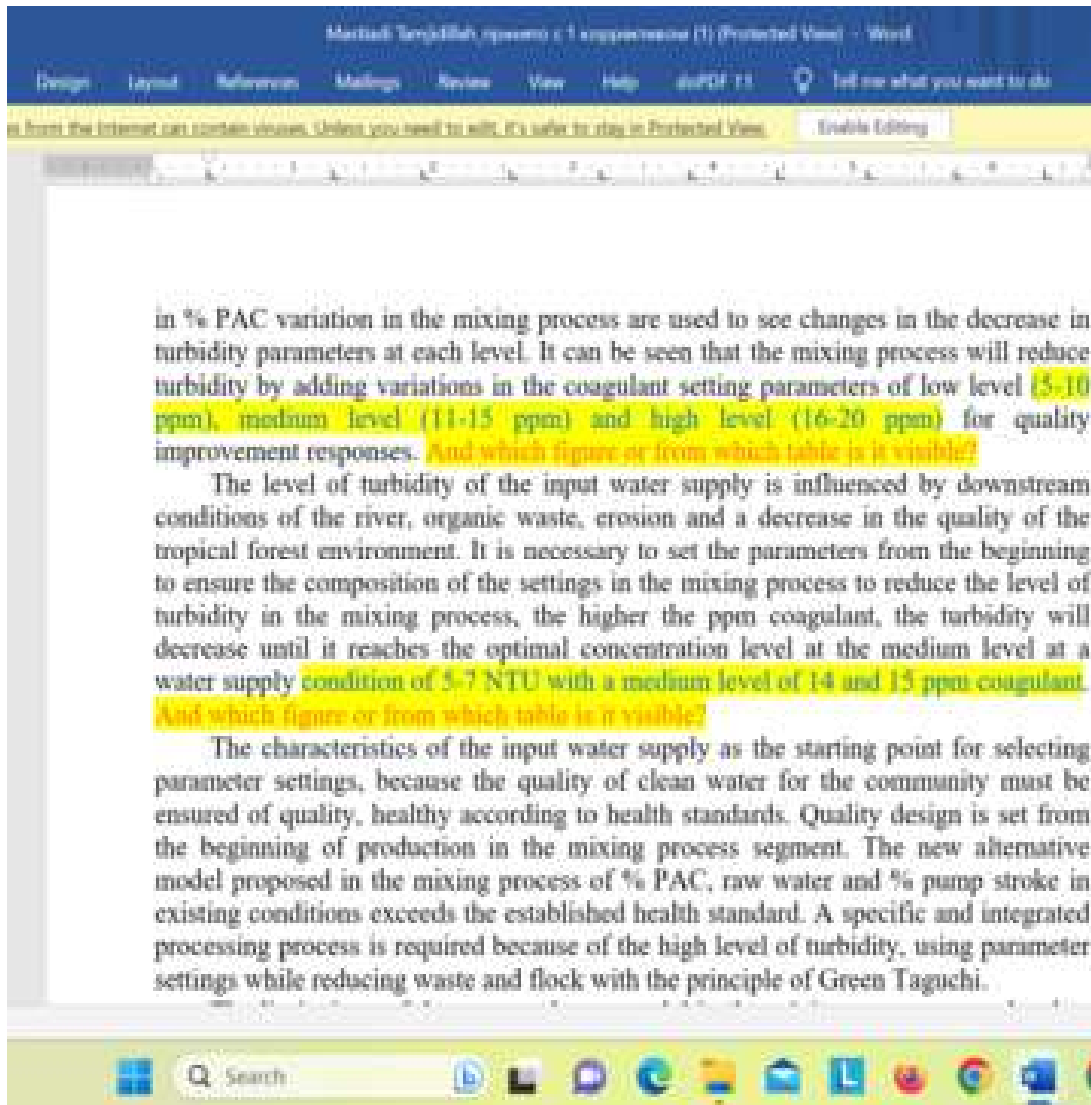 (1) (Protected View) - Word
Design Layout References Mailings Review View Help doPDF 11 Tell me what you want to do
s from the Internet can contain viruses. Unless you need to edit, it's safer to stay in Protected View. Enable Editing
in % PAC variation in the mixing process are used to see changes in the decrease in
turbidity parameters at each level. It can be seen that the mixing process will reduce
turbidity by adding variations in the coagulant setting parameters of low level (5-10
ppm), medium level (11-15 ppm) and high level (16-20 ppm) for quality
improvement responses. And which figure or from which table is it visible?
The level of turbidity of the input water supply is influenced by downstream
conditions of the river, organic waste, erosion and a decrease in the quality of the
tropical forest environment. It is necessary to set the parameters from the beginning
to ensure the composition of the settings in the mixing process to reduce the level of
turbidity in the mixing process, the higher the ppm coagulant, the turbidity will
decrease until it reaches the optimal concentration level at the medium level at a
water supply condition of 5-7 NTU with a medium level of 14 and 15 ppm coagulant.
And which figure or from which table is it visible?
The characteristics of the input water supply as the starting point for selecting
parameter settings, because the quality of clean water for the community must be
ensured of quality, healthy according to health standards. Quality design is set from
the beginning of production in the mixing process segment. The new alternative
model proposed in the mixing process of % PAC, raw water and % pump stroke in
existing conditions exceeds the established health standard. A specific and integrated
processing process is required because of the high level of turbidity, using parameter
settings while reducing waste and flock with the principle of Green Taguchi.
Search